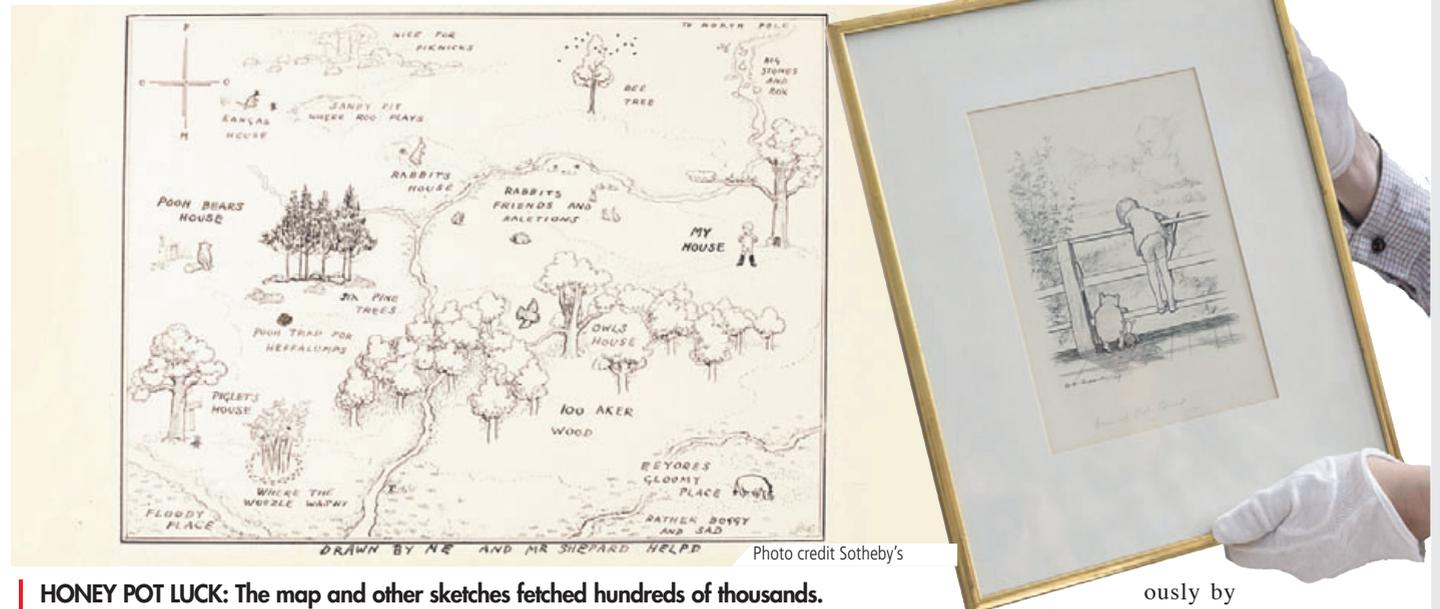 P
O
O
H
NICE FOR
PIKNICKS
TO NORTH POLE
BIG
STONES
AND
ROX
BEE
TREE
KANGAS
HOUSE
SANDY PIT
WHERE ROO PLAYS
RABBITS
HOUSE
RABBITS
FRIENDS AND
RALETIONS
POOH BEARS
HOUSE
MY
HOUSE
SIX PINE
TREES
POOH TRAP FOR
HEFFALUMPS
OWLS
HOUSE
PIGLETS
HOUSE
100 AKER
WOOD
EEYORES
GLOOMY
PLACE
WHERE THE
WOOZLE WASNT
FLOODY
PLACE
RATHER BOGGY
AND SAD
DRAWN BY ME AND MR SHEPARD HELPD
Photo credit Sotheby's
HONEY POT LUCK: The map and other sketches fetched hundreds of thousands.
ously by